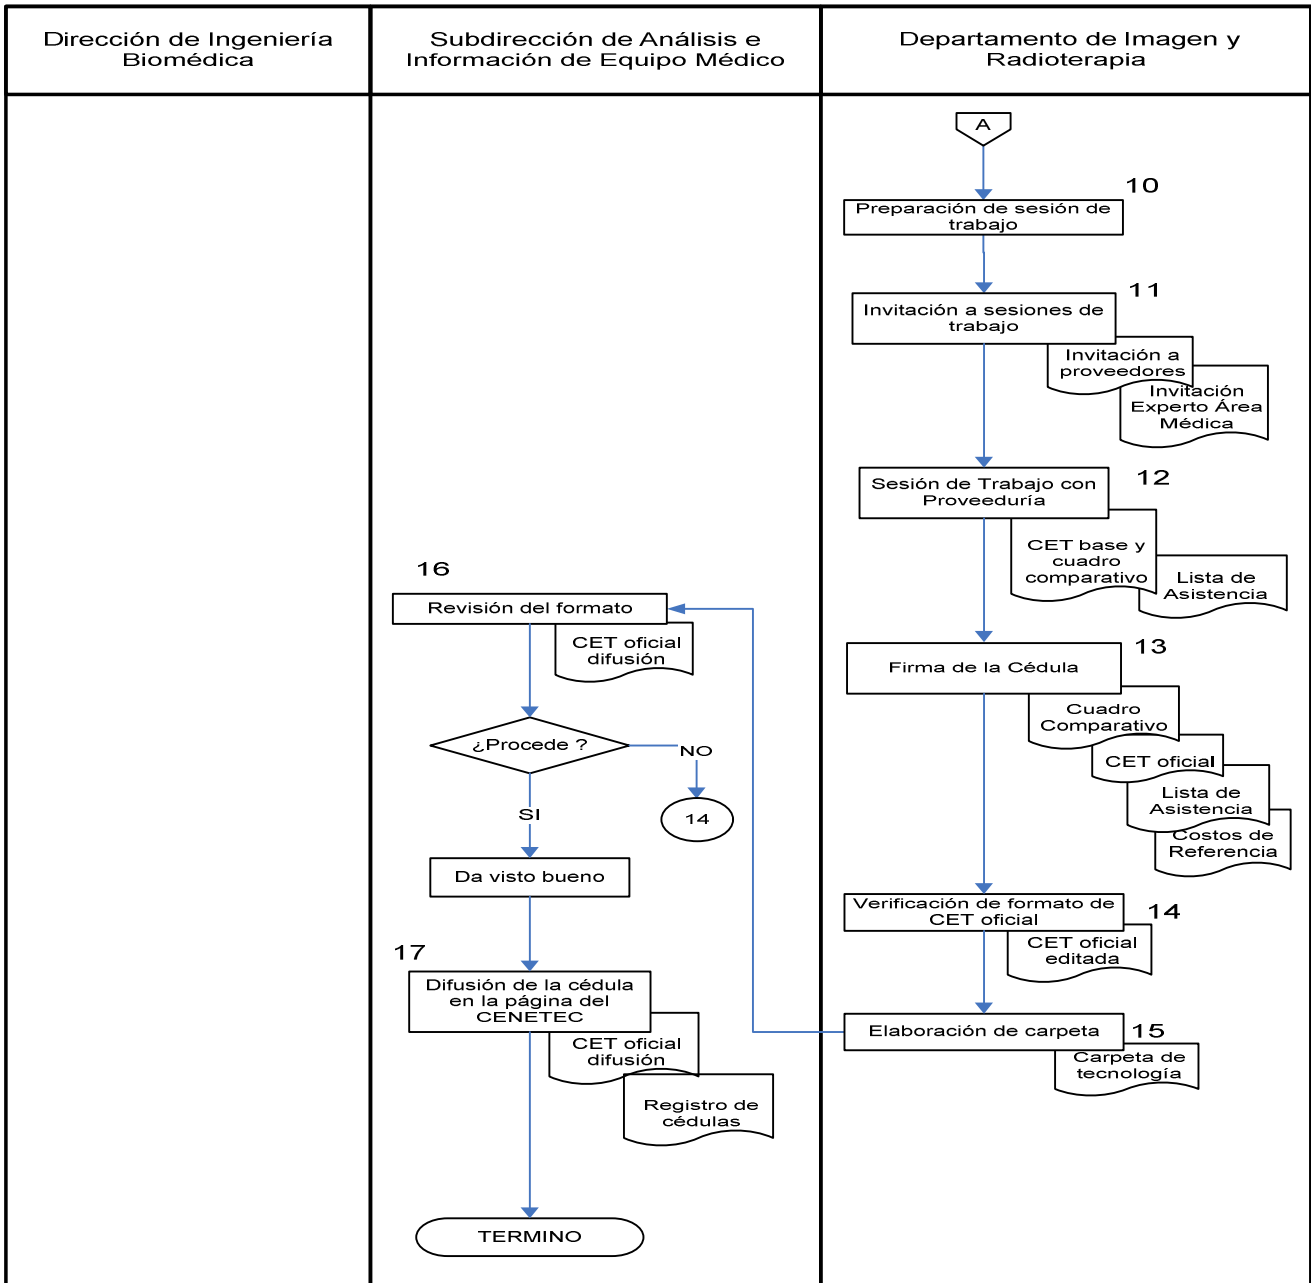 Dirección de Ingeniería
Biomédica
Subdirección de Análisis e
Información de Equipo Médico
Departamento de Imagen y
Radioterapia
A
10
Preparación de sesión de
trabajo
11
Invitación a sesiones de
trabajo
Invitación a
proveedores
Invitación
Experto Área
Médica
12
Sesión de Trabajo con
Proveeduría
CET base y
cuadro
comparativo
Lista de
Asistencia
13
Firma de la Cédula
Cuadro
Comparativo
CET oficial
Lista de
Asistencia
Costos de
Referencia
14
Verificación de formato de
CET oficial
CET oficial
editada
15
Elaboración de carpeta
Carpeta de
tecnología
16
Revisión del formato
CET oficial
difusión
¿Procede ?
NO
14
SI
Da visto bueno
17
Difusión de la cédula
en la página del
CENETEC
CET oficial
difusión
Registro de
cédulas
TERMINO